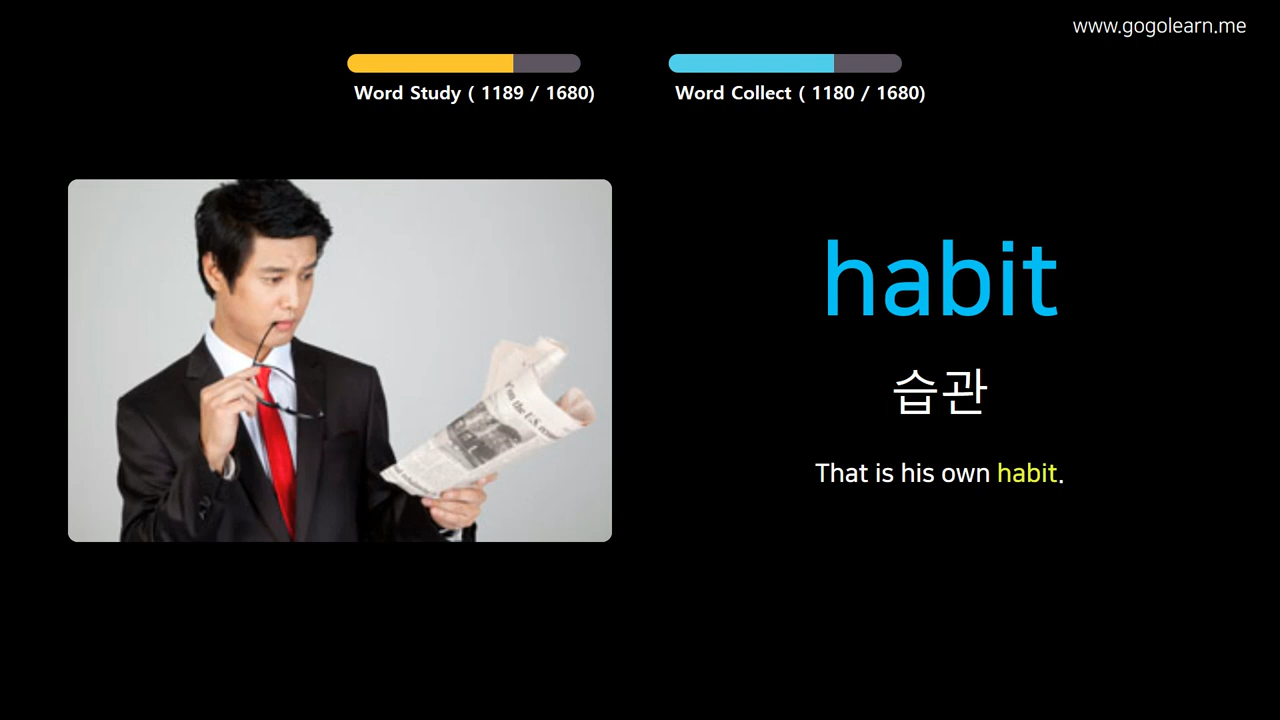 www.gogolearn.me
Word Study ( 1189 / 1680)
Word Collect ( 1180 / 1680)
habit
습관
That is his own habit.